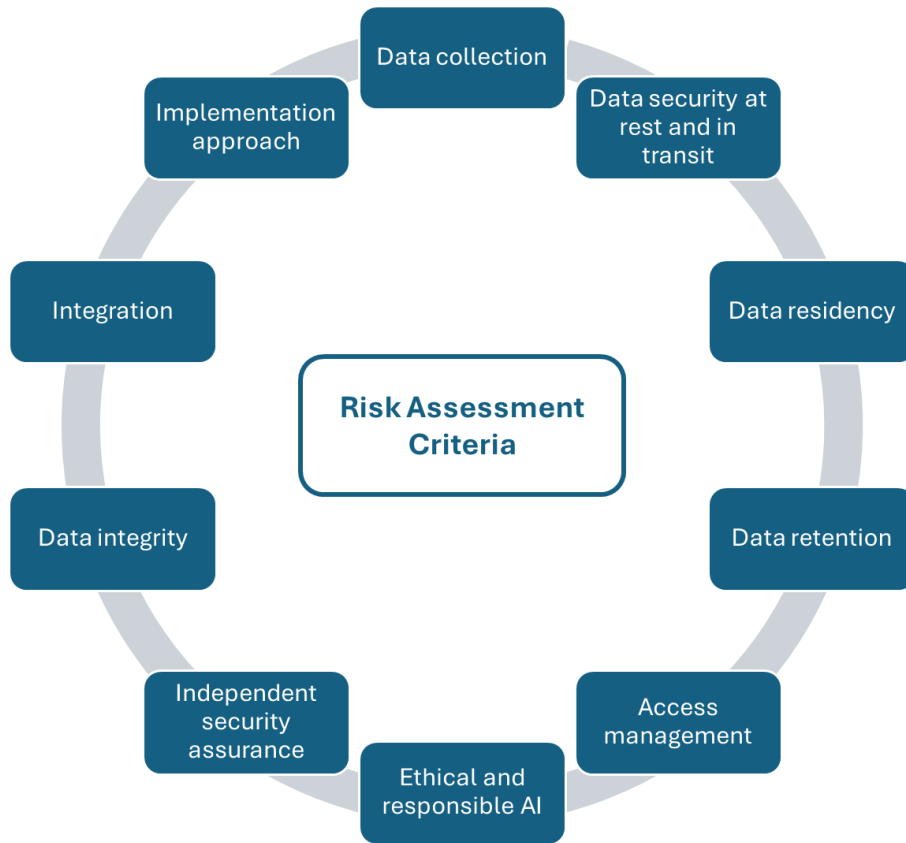 Data collection
Data security at
rest and in
transit
Data residency
Data retention
Access
management
Ethical and
responsible AI
Independent
security
assurance
Data integrity
Integration
Implementation
approach
Risk Assessment
Criteria